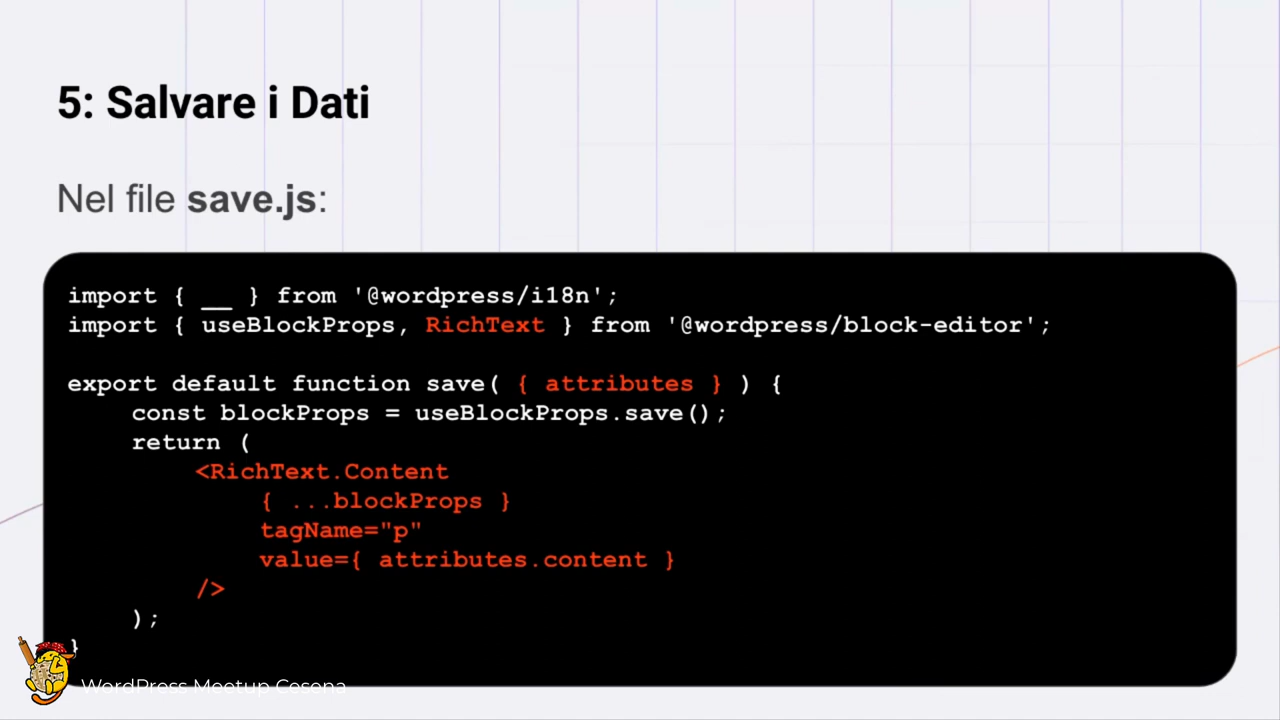 5: Salvare i Dati
Nel file save.js:
import { __ } from '@wordpress/i18n';
import { useBlockProps, RichText } from '@wordpress/block-editor';
export default function save( { attributes } ) {
const blockProps = useBlockProps.save();
return (
<RichText.Content
{ ...blockProps }
tagName="p"
value={ attributes.content }
/>
);
}
WordPress Meetup Cesena